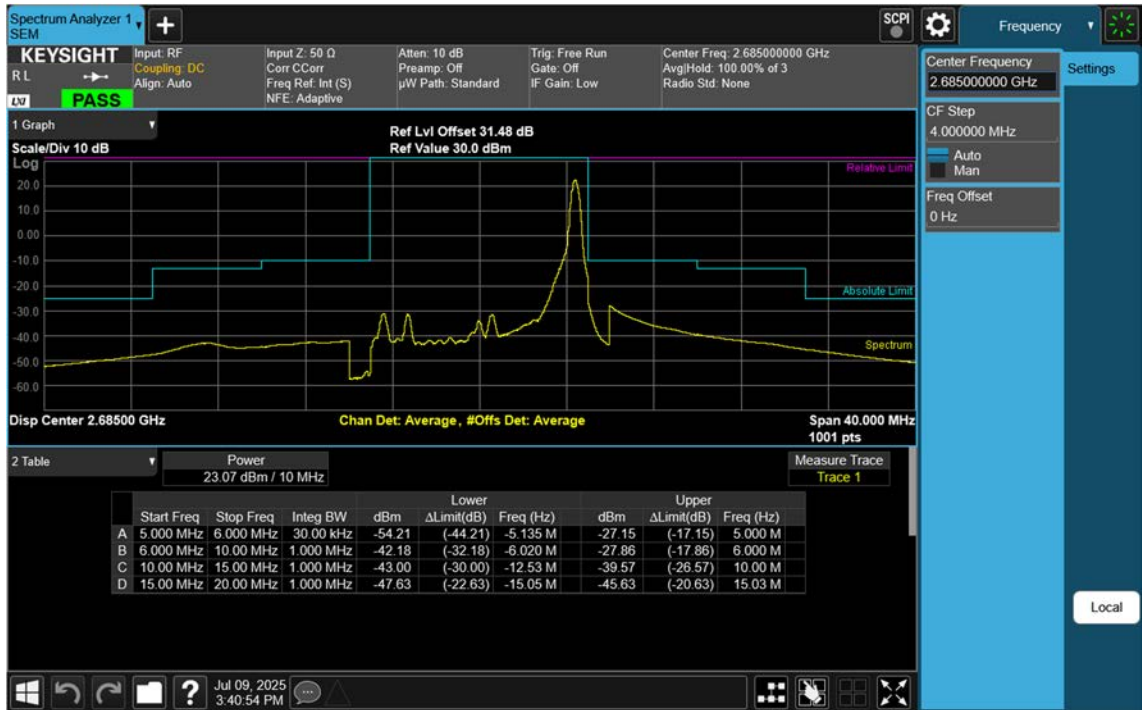 Spectrum Analyzer 1
SEM
SCPI
Frequency
KEYSIGHT
R L
LXI
PASS
Input: RF
Coupling: DC
Align: Auto
Input Z: 50 Ω
Corr CCorr
Freq Ref: Int (S)
NFE: Adaptive
Atten: 10 dB
Preamp: Off
µW Path: Standard
Trig: Free Run
Gate: Off
IF Gain: Low
Center Freq: 2.685000000 GHz
Avg|Hold: 100.00% of 3
Radio Std: None
Center Frequency
2.685000000 GHz
Settings
CF Step
4.000000 MHz
Auto
Man
Freq Offset
0 Hz
Local
1 Graph
Scale/Div 10 dB
Ref Lvl Offset 31.48 dB
Ref Value 30.0 dBm
Log
20.0
10.0
0.00
-10.0
-20.0
-30.0
-40.0
-50.0
-60.0
Relative Limit
Absolute Limit
Spectrum
Disp Center 2.68500 GHz
Chan Det: Average, #Offs Det: Average
Span 40.000 MHz
1001 pts
2 Table
Power
23.07 dBm / 10 MHz
Measure Trace
Trace 1
Lower Upper
Start Freq Stop Freq Integ BW dBm ΔLimit(dB) Freq (Hz) dBm ΔLimit(dB) Freq (Hz)
A 5.000 MHz 6.000 MHz 30.00 kHz -54.21 (-44.21) -5.135 M -27.15 (-17.15) 5.000 M
B 6.000 MHz 10.00 MHz 1.000 MHz -42.18 (-32.18) -6.020 M -27.86 (-17.86) 6.000 M
C 10.00 MHz 15.00 MHz 1.000 MHz -43.00 (-30.00) -12.53 M -39.57 (-26.57) 10.00 M
D 15.00 MHz 20.00 MHz 1.000 MHz -47.63 (-22.63) -15.05 M -45.63 (-20.63) 15.03 M
?
Jul 09, 2025
3:40:54 PM